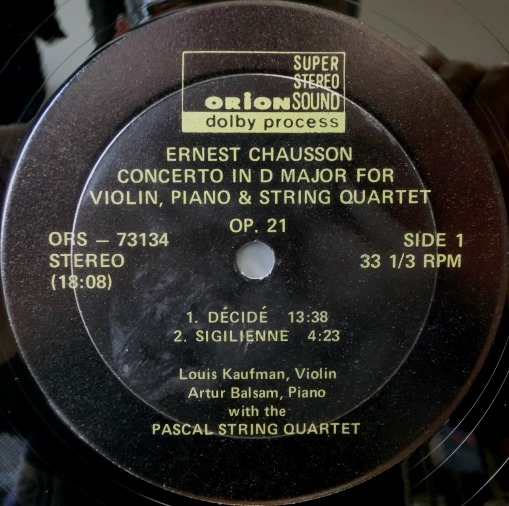 SUPER
STEREO
ORION SOUND
dolby process
ERNEST CHAUSSON
CONCERTO IN D MAJOR FOR
VIOLIN, PIANO & STRING QUARTET
OP. 21
ORS – 73134
STEREO
(18:08)
SIDE 1
33 1/3 RPM
1. DÉCIDÉ 13:38
2. SIGILIENNE 4:23
Louis Kaufman, Violin
Artur Balsam, Piano
with the
PASCAL STRING QUARTET